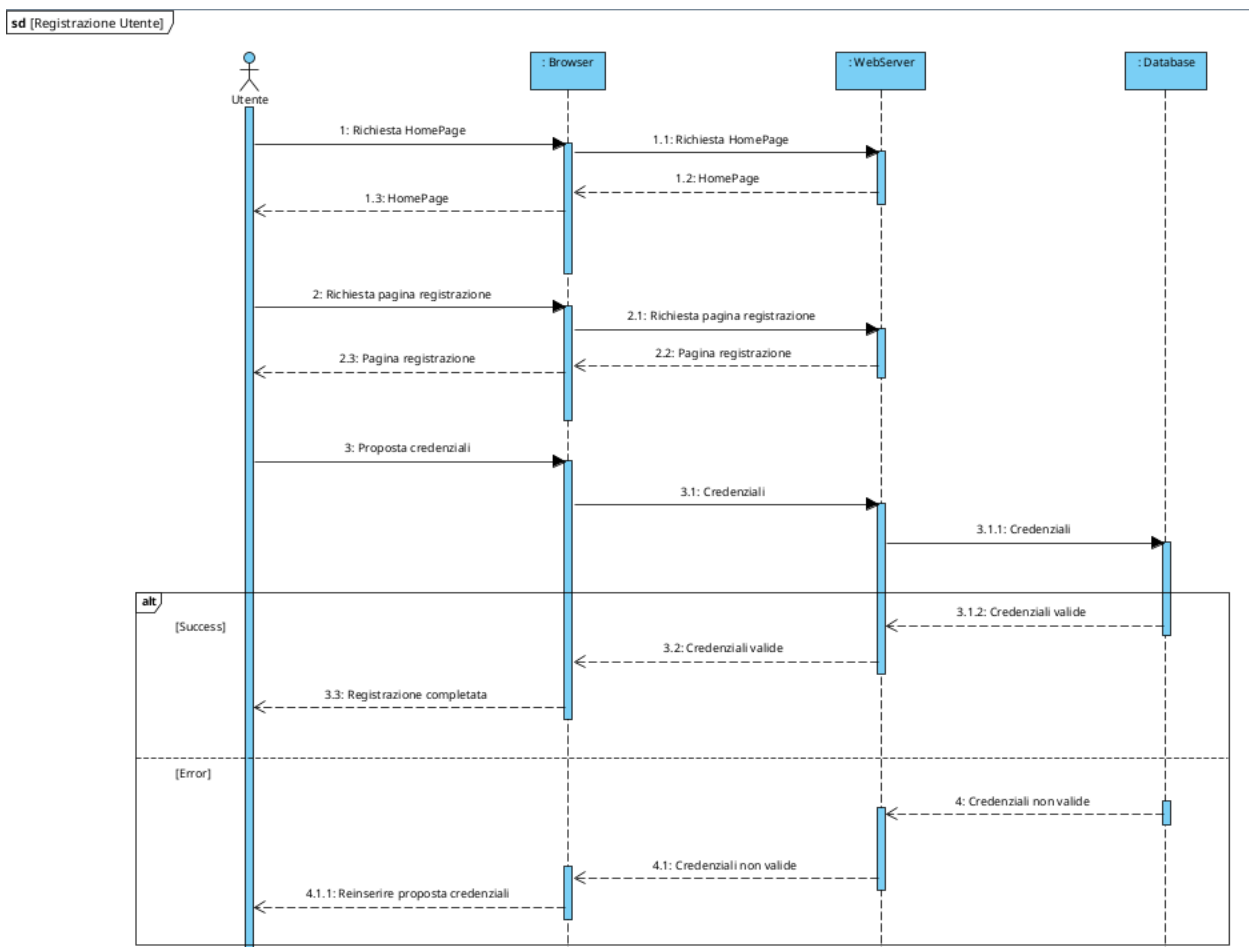 sd [Registrazione Utente]
Utente
: Browser
: WebServer
: Database
1: Richiesta HomePage
1.1: Richiesta HomePage
1.2: HomePage
1.3: HomePage
2: Richiesta pagina registrazione
2.1: Richiesta pagina registrazione
2.2: Pagina registrazione
2.3: Pagina registrazione
3: Proposta credenziali
3.1: Credenziali
3.1.1: Credenziali
alt
[Success]
3.1.2: Credenziali valide
3.2: Credenziali valide
3.3: Registrazione completata
[Error]
4: Credenziali non valide
4.1: Credenziali non valide
4.1.1: Reinserire proposta credenziali